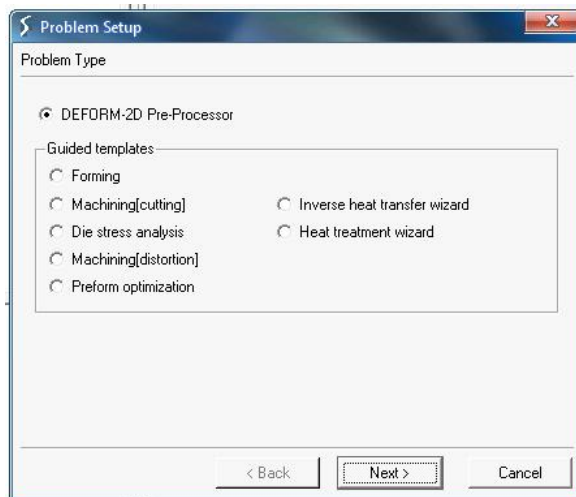 Problem Setup
Problem Type
DEFORM-2D Pre-Processor
Guided templates
Forming
Machining[cutting]
Inverse heat transfer wizard
Die stress analysis
Heat treatment wizard
Machining[distortion]
Preform optimization
< Back
Next >
Cancel